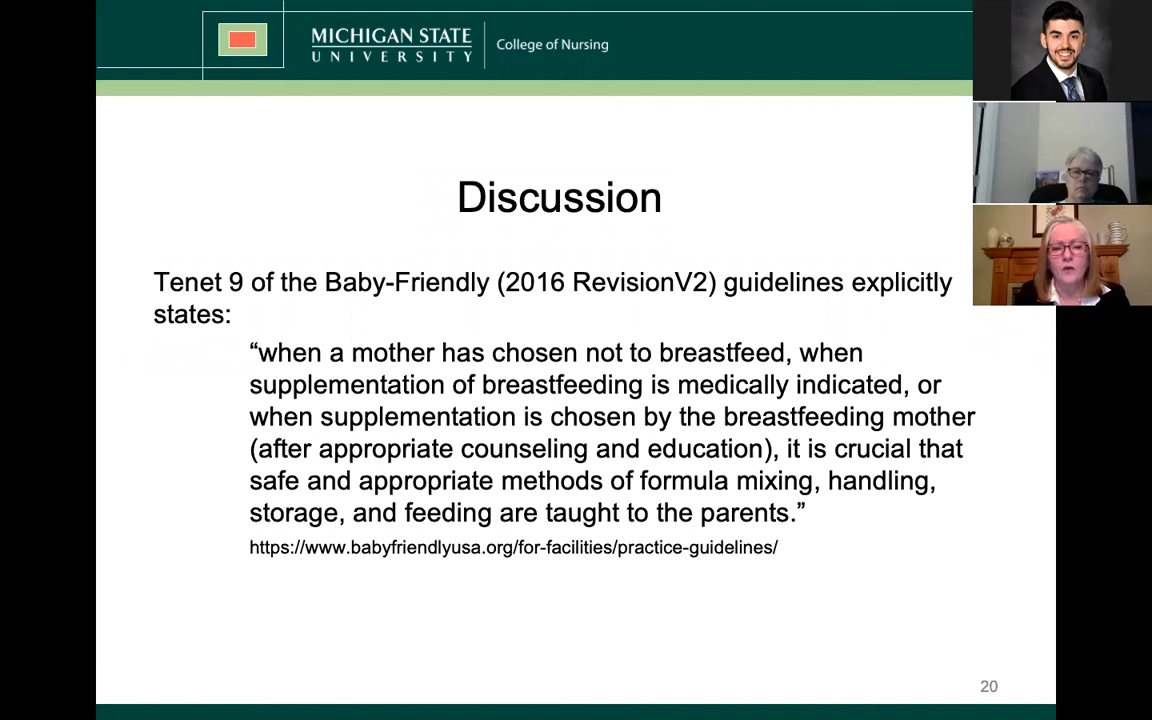 MICHIGAN STATE
UNIVERSITY
College of Nursing
Discussion
Tenet 9 of the Baby-Friendly (2016 RevisionV2) guidelines explicitly
states:
“when a mother has chosen not to breastfeed, when
supplementation of breastfeeding is medically indicated, or
when supplementation is chosen by the breastfeeding mother
(after appropriate counseling and education), it is crucial that
safe and appropriate methods of formula mixing, handling,
storage, and feeding are taught to the parents.”
https://www.babyfriendlyusa.org/for-facilities/practice-guidelines/
20